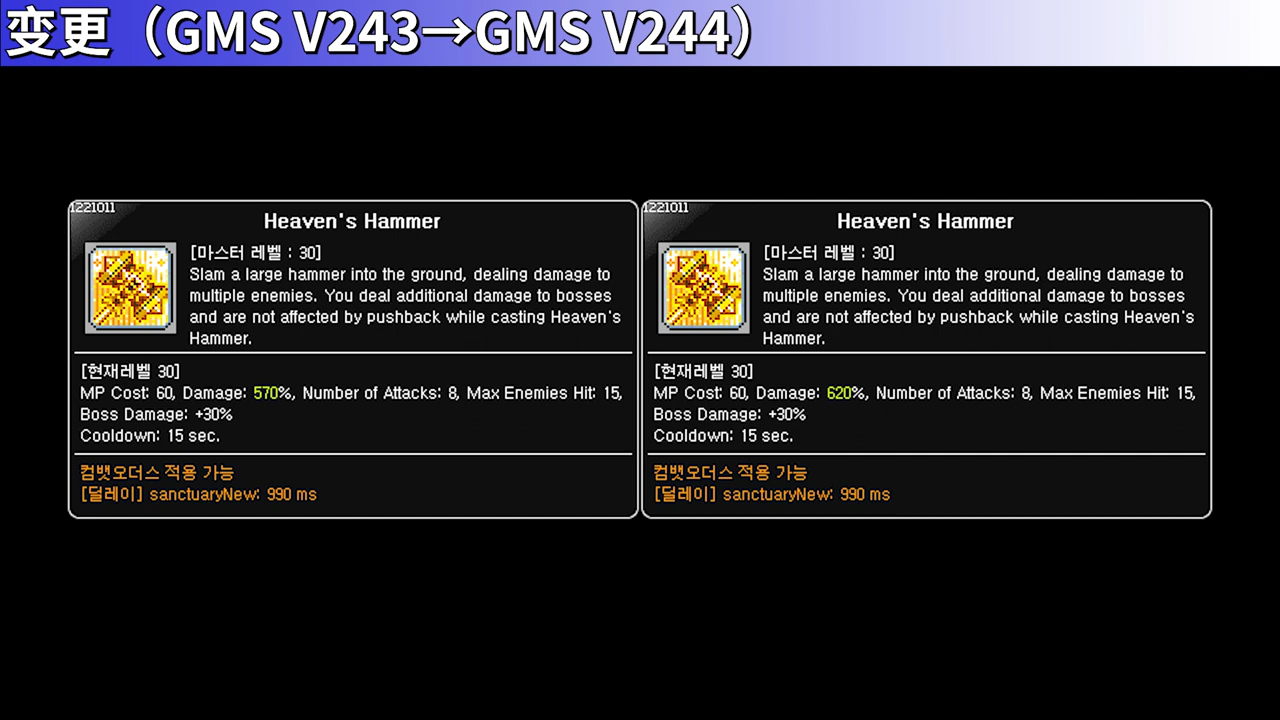 变更（GMS V243→GMS V244）
1221011
Heaven's Hammer
[마스터 레벨 : 30]
Slam a large hammer into the ground, dealing damage to
multiple enemies. You deal additional damage to bosses
and are not affected by pushback while casting Heaven's
Hammer.
[현재레벨 30]
MP Cost: 60, Damage: 570%, Number of Attacks: 8, Max Enemies Hit: 15,
Boss Damage: +30%
Cooldown: 15 sec.
컴뱃오더스 적용 가능
[딜레이] sanctuaryNew: 990 ms
1221011
Heaven's Hammer
[마스터 레벨 : 30]
Slam a large hammer into the ground, dealing damage to
multiple enemies. You deal additional damage to bosses
and are not affected by pushback while casting Heaven's
Hammer.
[현재레벨 30]
MP Cost: 60, Damage: 620%, Number of Attacks: 8, Max Enemies Hit: 15,
Boss Damage: +30%
Cooldown: 15 sec.
컴뱃오더스 적용 가능
[딜레이] sanctuaryNew: 990 ms